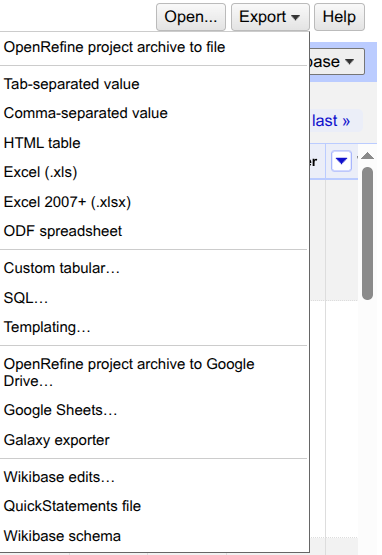 Open... Export Help
OpenRefine project archive to file
base
Tab-separated value
Comma-separated value
last »
HTML table
er
Excel (.xls)
Excel 2007+ (.xlsx)
ODF spreadsheet
Custom tabular…
SQL…
Templating…
OpenRefine project archive to Google
Drive…
Google Sheets…
Galaxy exporter
Wikibase edits…
QuickStatements file
Wikibase schema